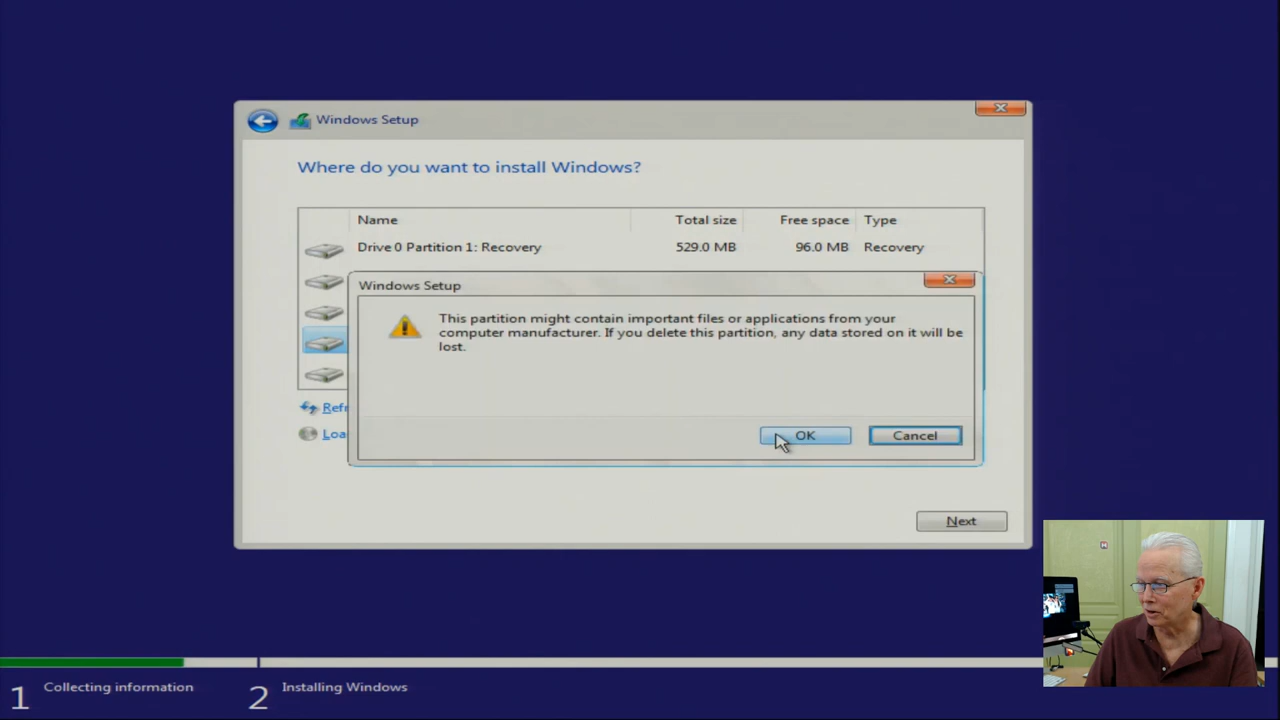 Windows Setup
Where do you want to install Windows?
Name Total size Free space Type
Drive 0 Partition 1: Recovery 529.0 MB 96.0 MB Recovery
Windows Setup
This partition might contain important files or applications from your
computer manufacturer. If you delete this partition, any data stored on it will be
lost.
Refr
Loa
OK Cancel
Next
1 Collecting information 2 Installing Windows